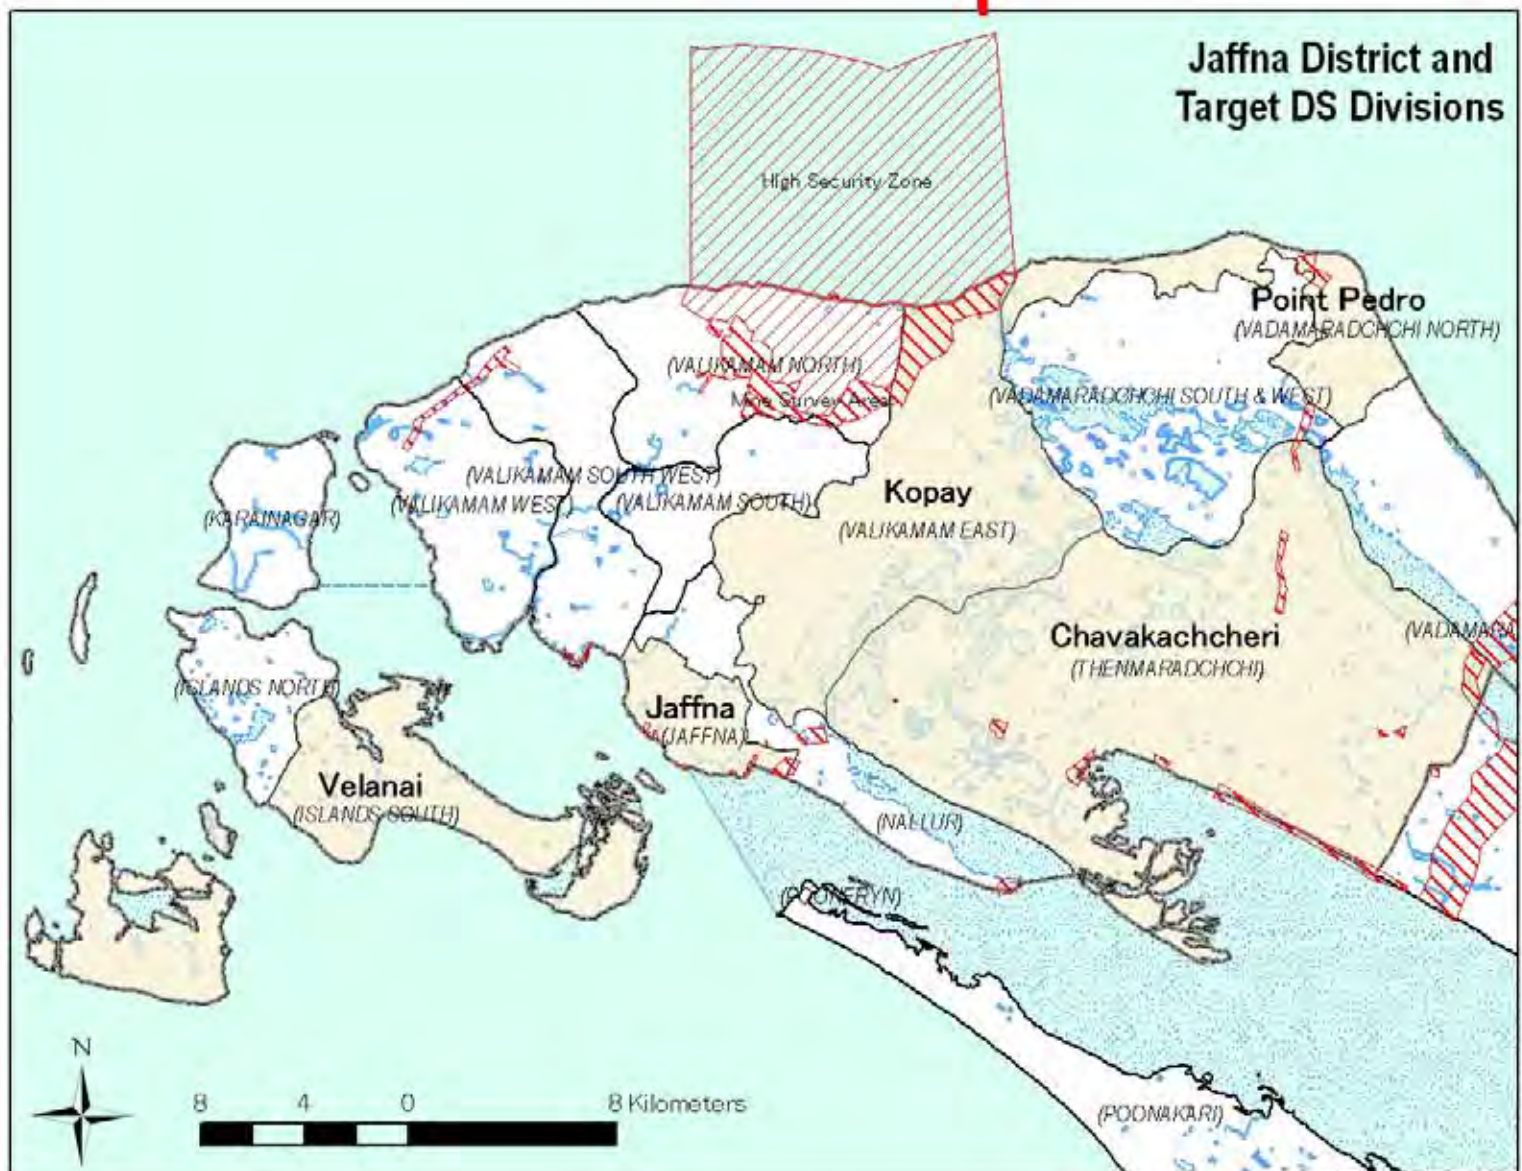 Jaffna District and
Target DS Divisions
High Security Zone
Point Pedro
(VADAMARADCHCHI NORTH)
(VALIKAMAM NORTH)
Mine Survey Area
(VADAMARADCHCHI SOUTH & WEST)
(VALIKAMAM SOUTH WEST)
(VALIKAMAM WEST)
(VALIKAMAM SOUTH)
Kopay
(VALIKAMAM EAST)
(KARAINAGAR)
Chavakachcheri
(THENMARADCHCHI)
(VADAMARA
(ISLANDS NORTH)
Jaffna
(JAFFNA)
Velanai
(ISLANDS SOUTH)
(NALLUR)
(POONERYN)
N
8 4 0 8 Kilometers
(POONAKARI)